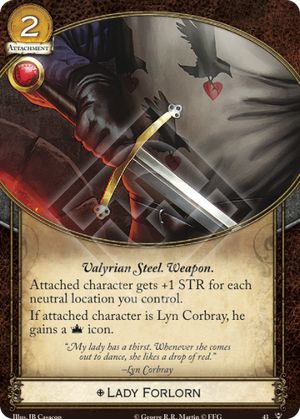 2
ATTACHMENT
Valyrian Steel. Weapon.
Attached character gets +1 STR for each
neutral location you control.
If attached character is Lyn Corbray, he
gains a icon.
"My lady has a thirst. Whenever she comes
out to dance, she likes a drop of red."
—Lyn Corbray
LADY FORLORN
Illus. IB Casacop
© George R.R. Martin © FFG
43